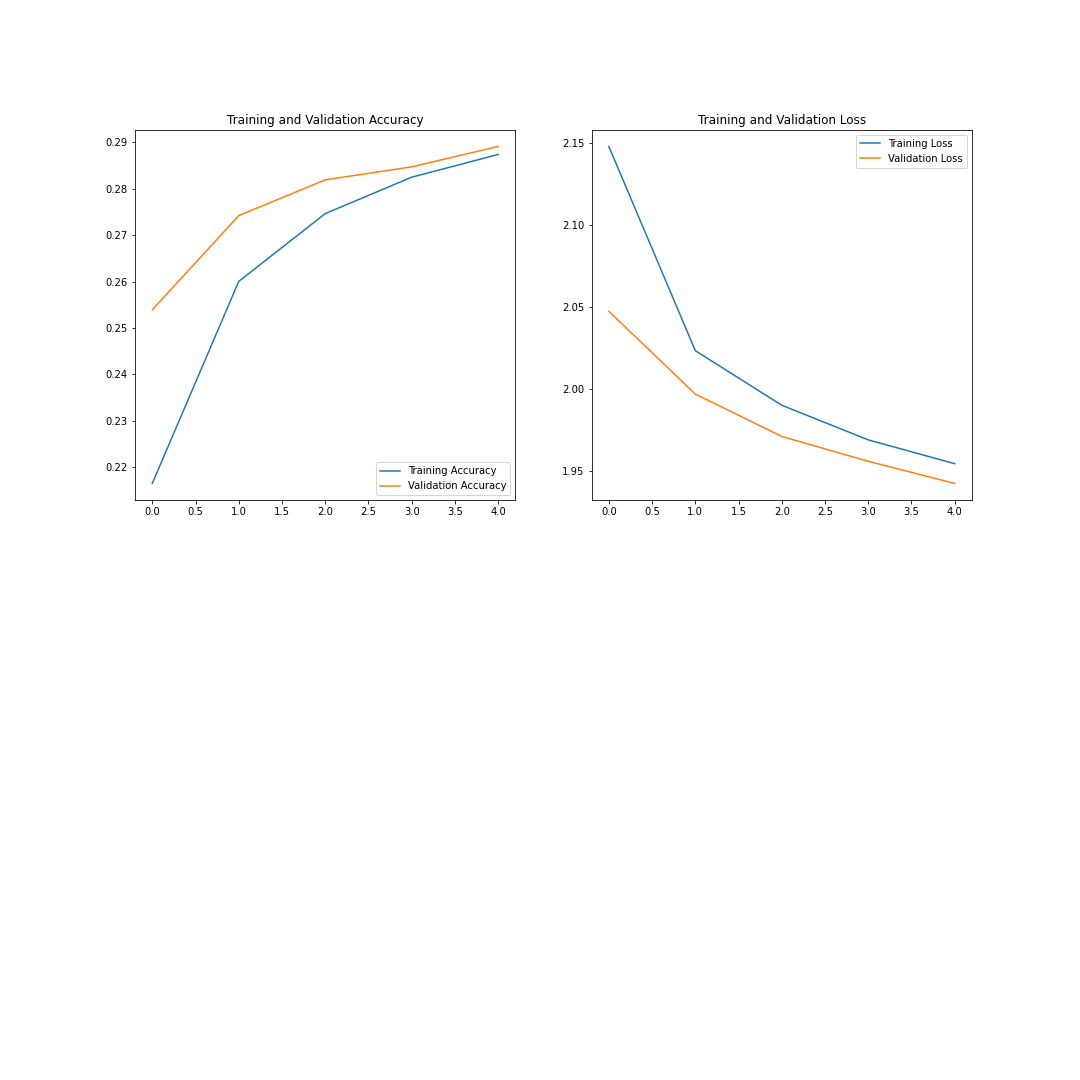 Training and Validation Accuracy
0.29
0.28
0.27
0.26
0.25
0.24
0.23
0.22
0.0 0.5 1.0 1.5 2.0 2.5 3.0 3.5 4.0
Training Accuracy
Validation Accuracy
Training and Validation Loss
2.15
2.10
2.05
2.00
1.95
0.0 0.5 1.0 1.5 2.0 2.5 3.0 3.5 4.0
Training Loss
Validation Loss